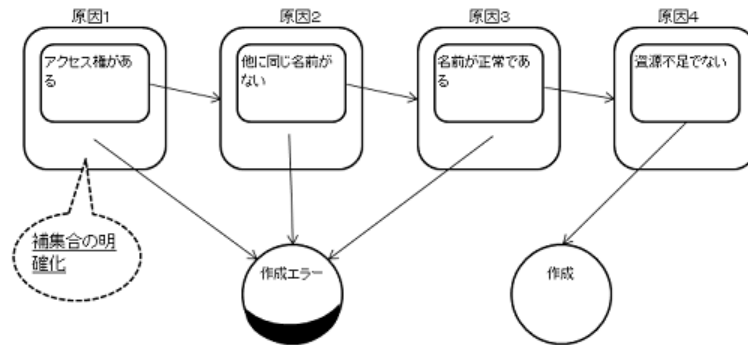 原因1
原因2
原因3
原因4
アクセス権があ
る
他に同じ名前が
ない
名前が正常であ
る
資源不足でない
補集合の明
確化
作成エラー
作成